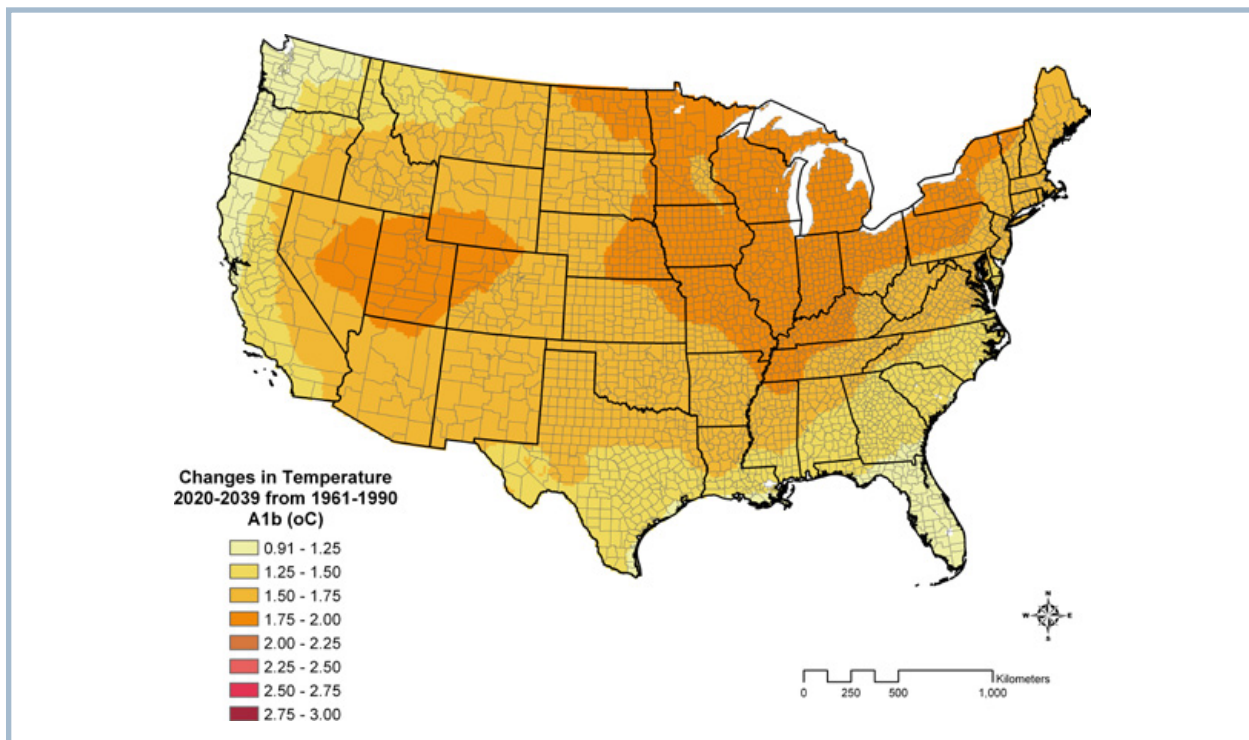 Changes in Temperature
2020-2039 from 1961-1990
A1b (oC)
0.91 - 1.25
1.25 - 1.50
1.50 - 1.75
1.75 - 2.00
2.00 - 2.25
2.25 - 2.50
2.50 - 2.75
2.75 - 3.00
N
W E
S
Kilometers
0 250 500 1,000